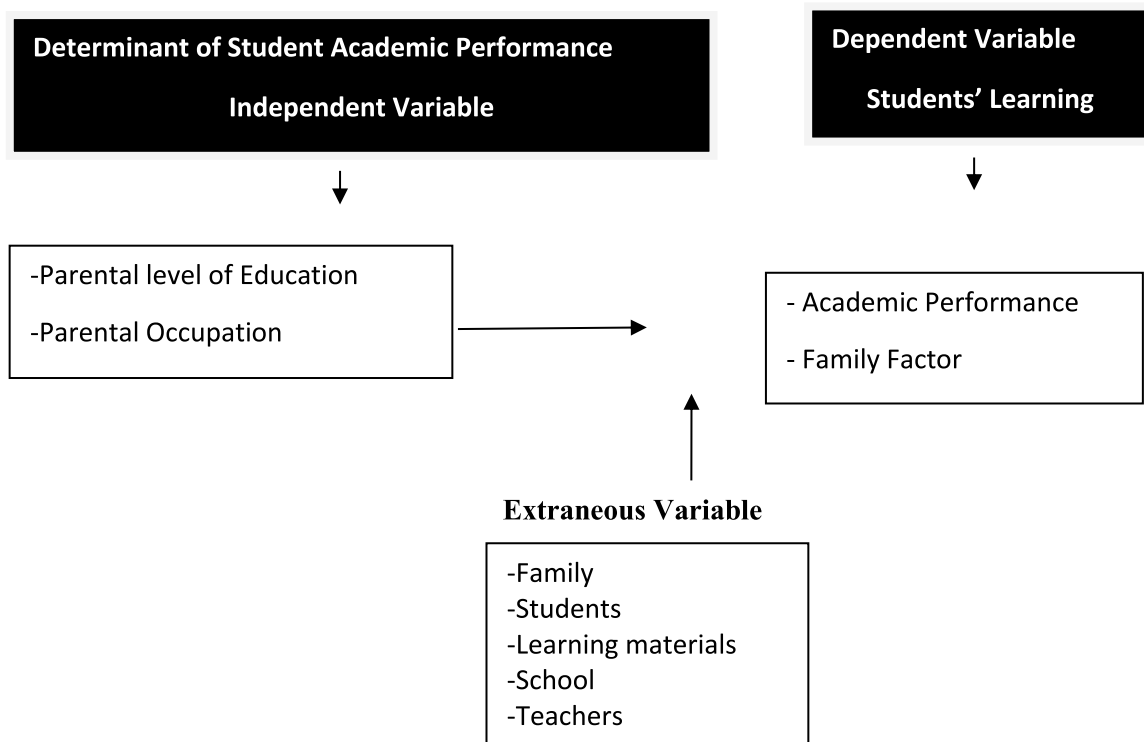 Determinant of Student Academic Performance
Independent Variable
Dependent Variable
Students’ Learning
-Parental level of Education
-Parental Occupation
- Academic Performance
- Family Factor
Extraneous Variable
-Family
-Students
-Learning materials
-School
-Teachers